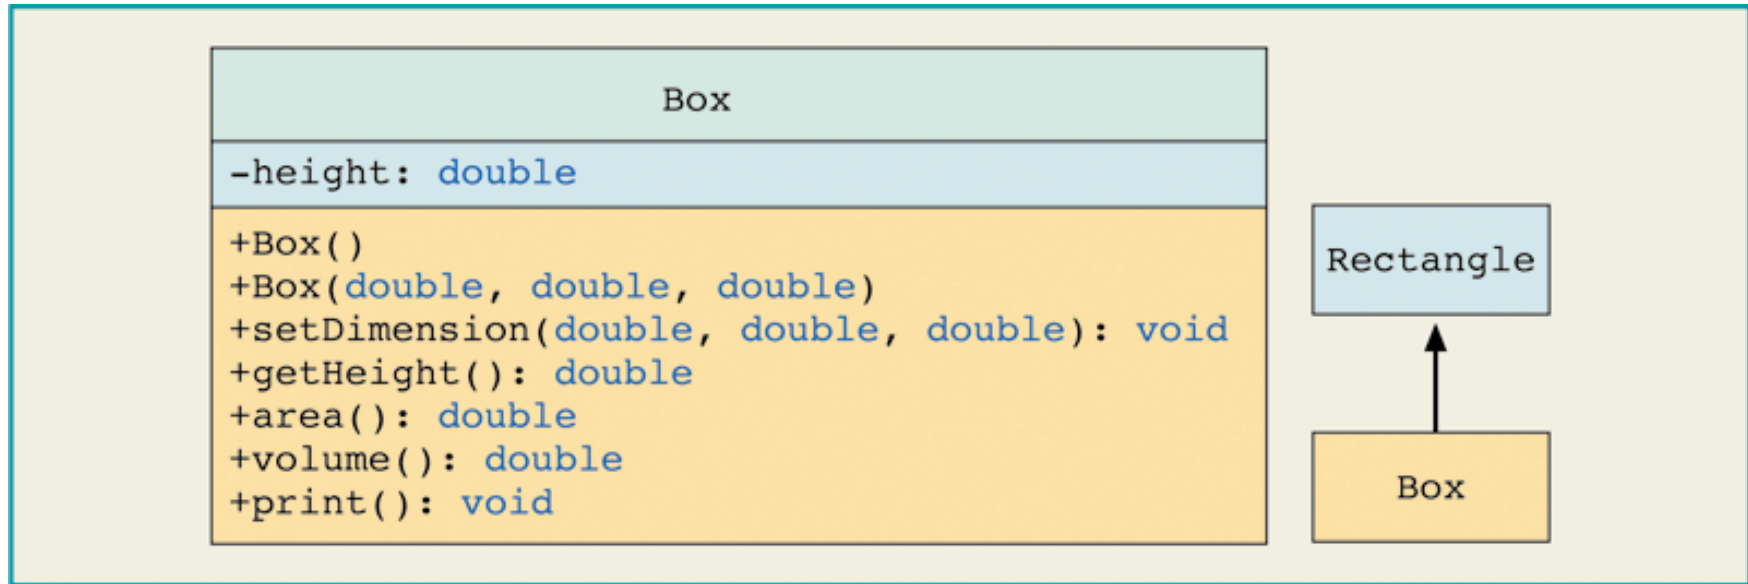 Box
-height: double
+Box()
+Box(double, double, double)
+setDimension(double, double, double): void
+getHeight(): double
+area(): double
+volume(): double
+print(): void
Rectangle
Box